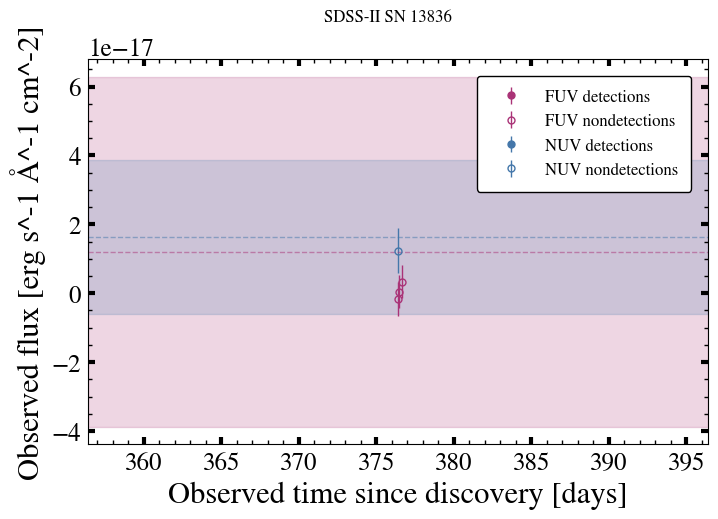 SDSS-II SN 13836
1e−17
6
4
2
0
−2
−4
Observed flux [erg s^-1 Å^-1 cm^-2]
FUV detections
FUV nondetections
NUV detections
NUV nondetections
360 365 370 375 380 385 390 395
Observed time since discovery [days]